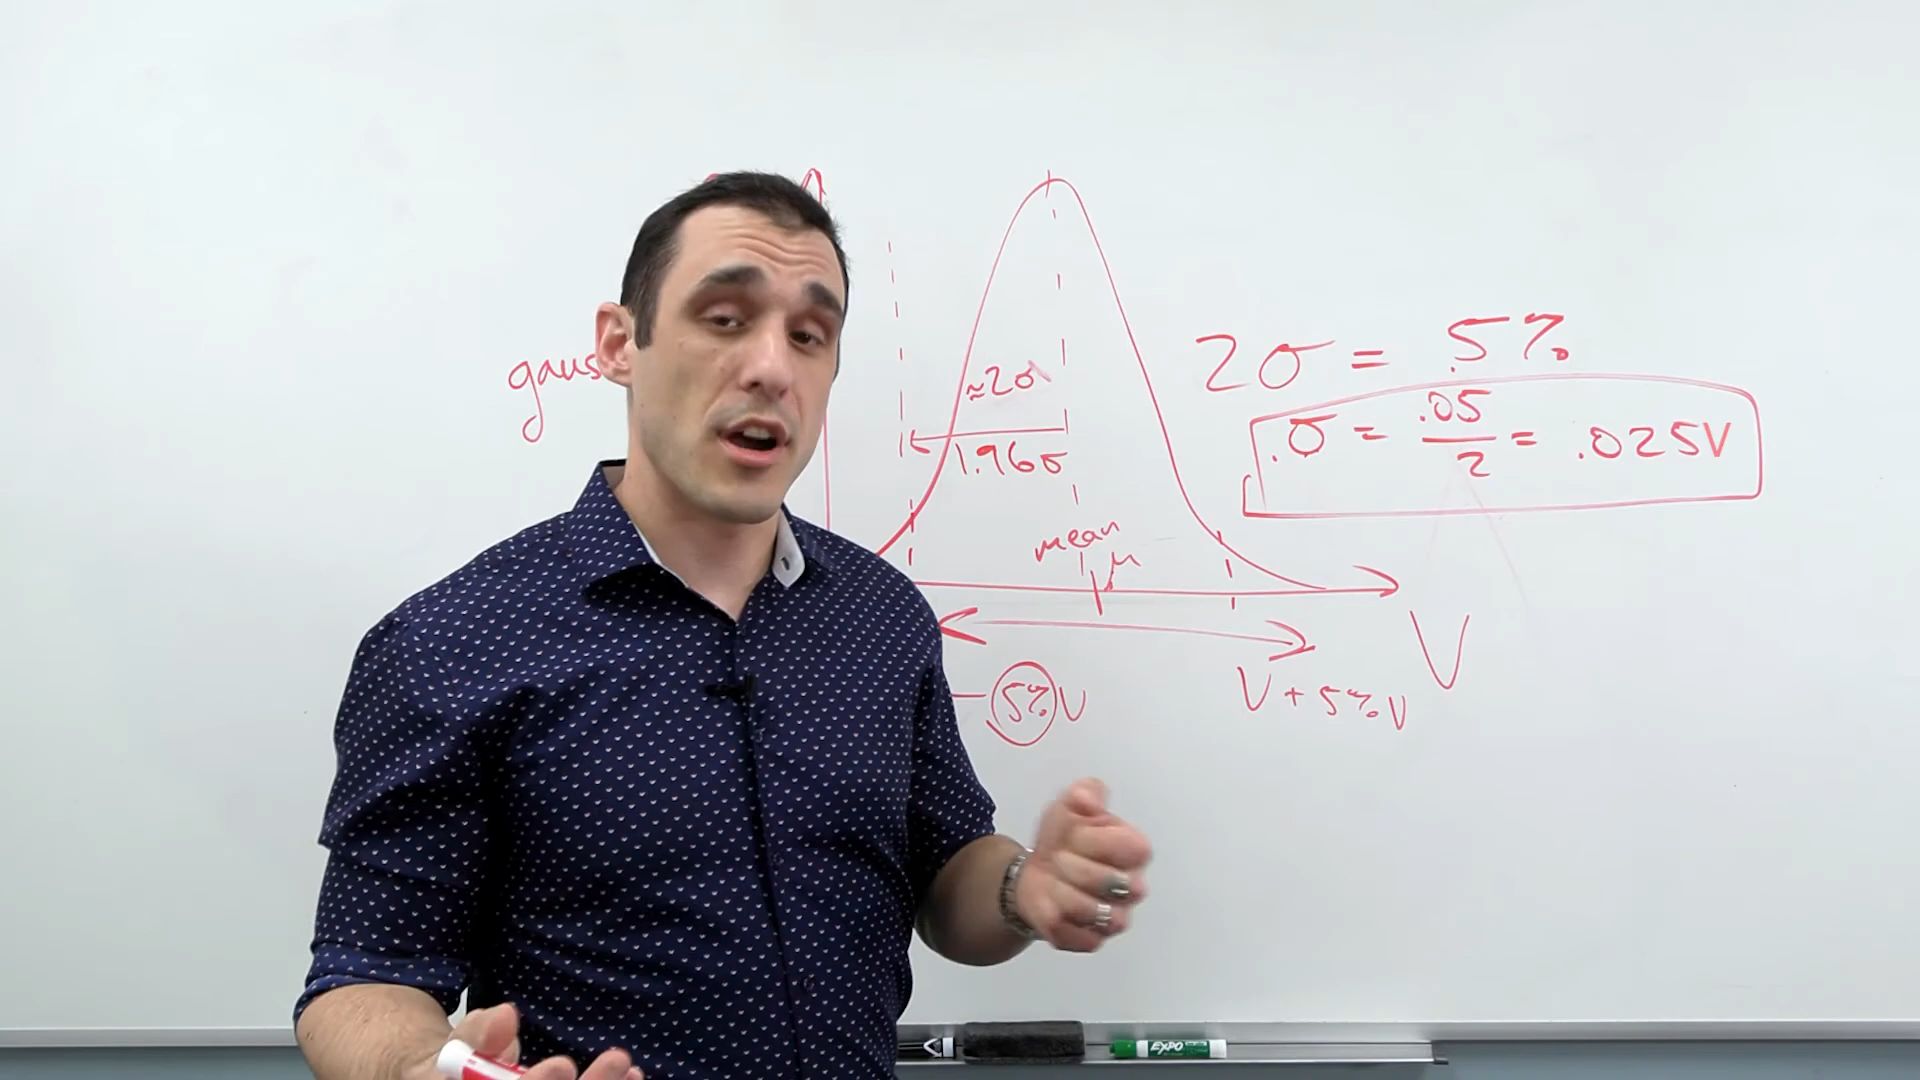 gaus
≈2σ
1.96σ
mean
μ
2σ = 5%
σ = .05/2 = .025V
V
– 5% V
V + 5% V
EXPO